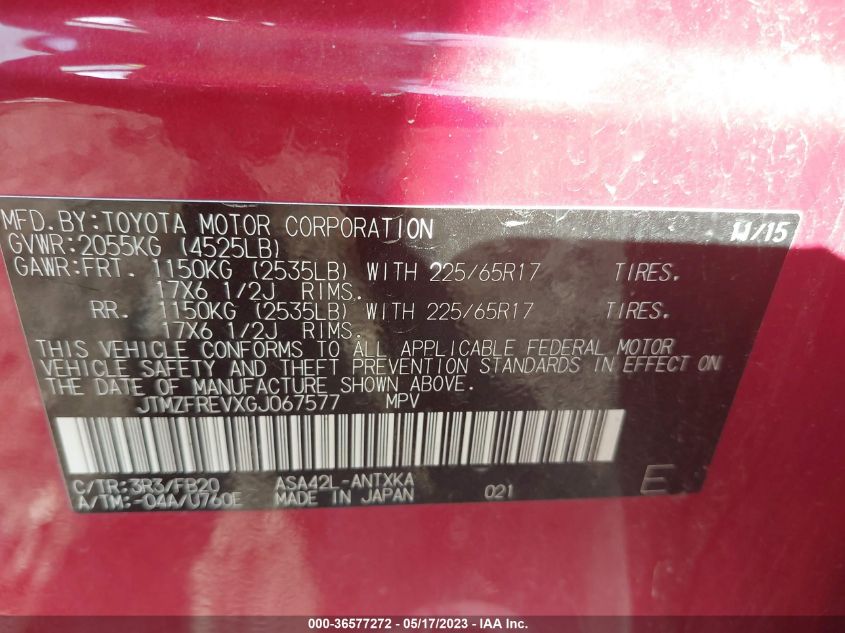 MFD. BY: TOYOTA MOTOR CORPORATION 11/15
GVWR: 2055KG (4525LB)
GAWR: FRT. 1150KG (2535LB) WITH 225/65R17 TIRES.
17X6 1/2J RIMS.
RR. 1150KG (2535LB) WITH 225/65R17 TIRES.
17X6 1/2J RIMS.
THIS VEHICLE CONFORMS TO ALL APPLICABLE FEDERAL MOTOR
VEHICLE SAFETY AND THEFT PREVENTION STANDARDS IN EFFECT ON
THE DATE OF MANUFACTURE SHOWN ABOVE.
JTMZFREVXGJ067577 MPV
C/TR: 3R3/FB20 ASA42L-ANTXKA
A/TM: -04A/U760E MADE IN JAPAN 021 E
000-36577272 - 05/17/2023 - IAA Inc.